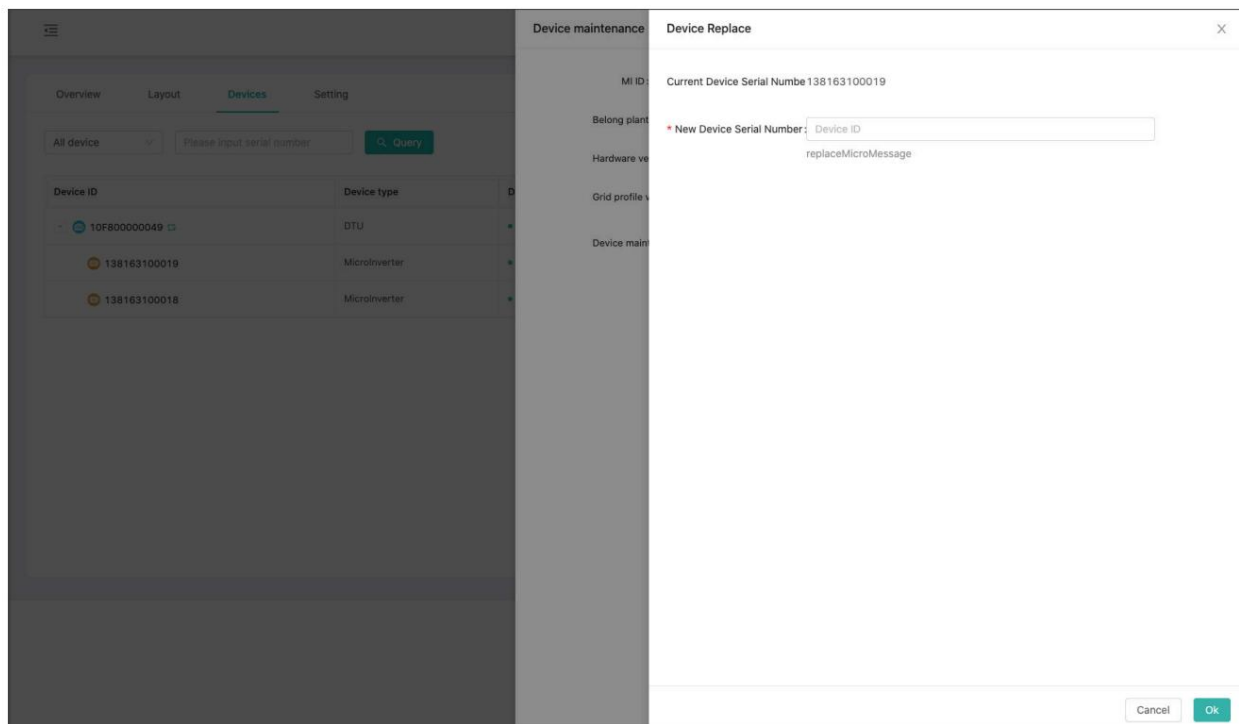 Device maintenance
Device Replace
MI ID :
Current Device Serial Numbe 138163100019
Overview Layout Devices Setting
Belong plant
* New Device Serial Number : Device ID
All device Please input serial number Query
replaceMicroMessage
Hardware ve
Device ID Device type D
Grid profile v
10F800000049 DTU
Device maint
138163100019 MicroInverter
138163100018 MicroInverter
Cancel Ok